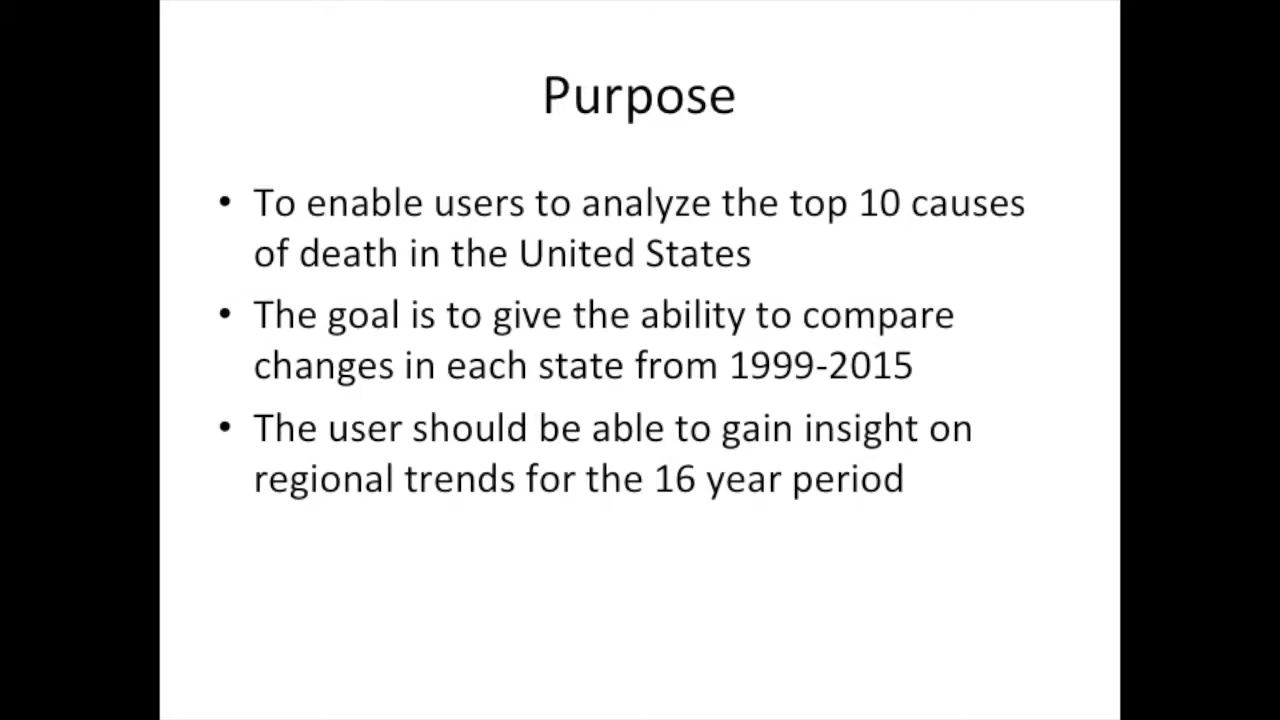 Purpose
• To enable users to analyze the top 10 causes
of death in the United States
• The goal is to give the ability to compare
changes in each state from 1999-2015
• The user should be able to gain insight on
regional trends for the 16 year period